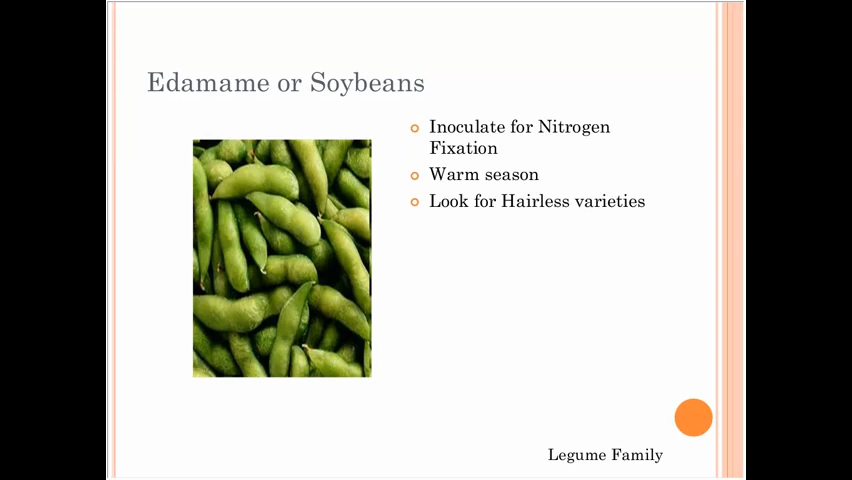 Edamame or Soybeans
Inoculate for Nitrogen
Fixation
Warm season
Look for Hairless varieties
Legume Family